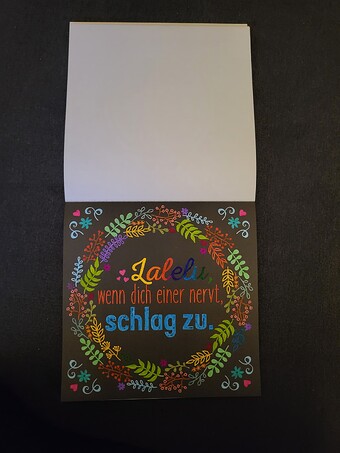 Lalelu,
wenn dich einer nervt,
schlag zu.